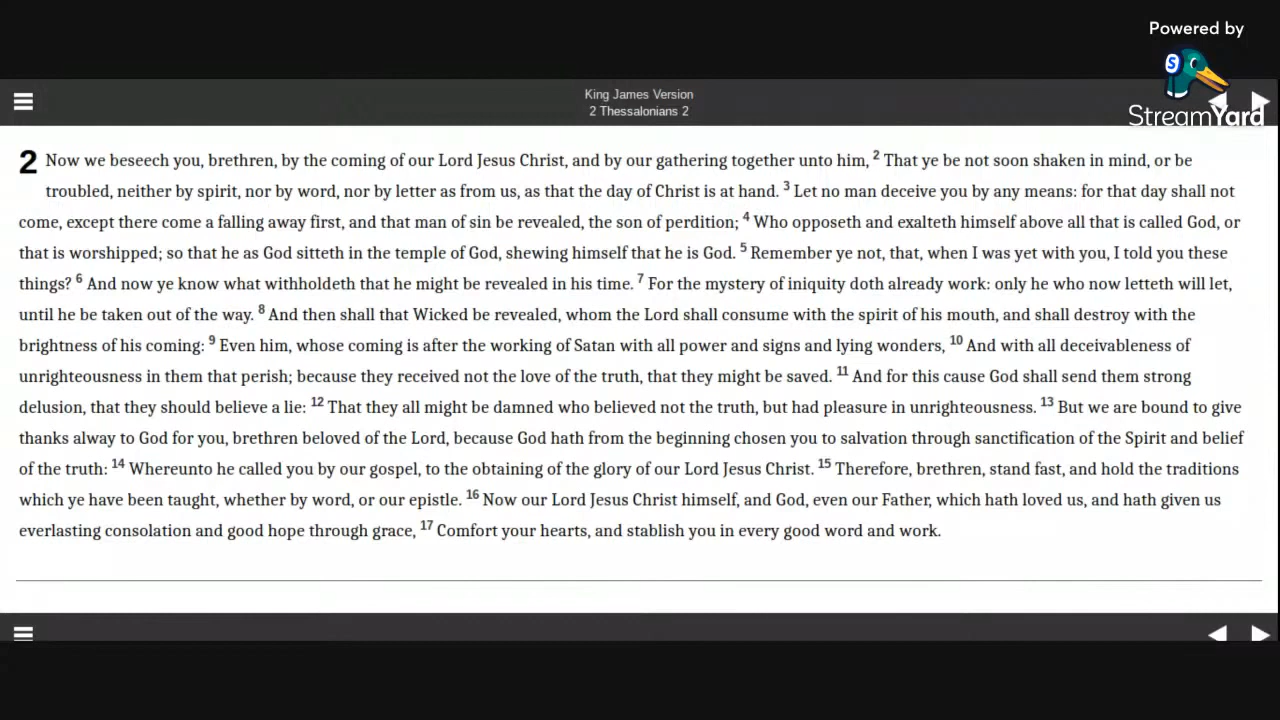 Powered by
StreamYard
King James Version
2 Thessalonians 2
2 Now we beseech you, brethren, by the coming of our Lord Jesus Christ, and by our gathering together unto him, 2 That ye be not soon shaken in mind, or be
troubled, neither by spirit, nor by word, nor by letter as from us, as that the day of Christ is at hand. 3 Let no man deceive you by any means: for that day shall not
come, except there come a falling away first, and that man of sin be revealed, the son of perdition; 4 Who opposeth and exalteth himself above all that is called God, or
that is worshipped; so that he as God sitteth in the temple of God, shewing himself that he is God. 5 Remember ye not, that, when I was yet with you, I told you these
things? 6 And now ye know what withholdeth that he might be revealed in his time. 7 For the mystery of iniquity doth already work: only he who now letteth will let,
until he be taken out of the way. 8 And then shall that Wicked be revealed, whom the Lord shall consume with the spirit of his mouth, and shall destroy with the
brightness of his coming: 9 Even him, whose coming is after the working of Satan with all power and signs and lying wonders, 10 And with all deceivableness of
unrighteousness in them that perish; because they received not the love of the truth, that they might be saved. 11 And for this cause God shall send them strong
delusion, that they should believe a lie: 12 That they all might be damned who believed not the truth, but had pleasure in unrighteousness. 13 But we are bound to give
thanks alway to God for you, brethren beloved of the Lord, because God hath from the beginning chosen you to salvation through sanctification of the Spirit and belief
of the truth: 14 Whereunto he called you by our gospel, to the obtaining of the glory of our Lord Jesus Christ. 15 Therefore, brethren, stand fast, and hold the traditions
which ye have been taught, whether by word, or our epistle. 16 Now our Lord Jesus Christ himself, and God, even our Father, which hath loved us, and hath given us
everlasting consolation and good hope through grace, 17 Comfort your hearts, and stablish you in every good word and work.